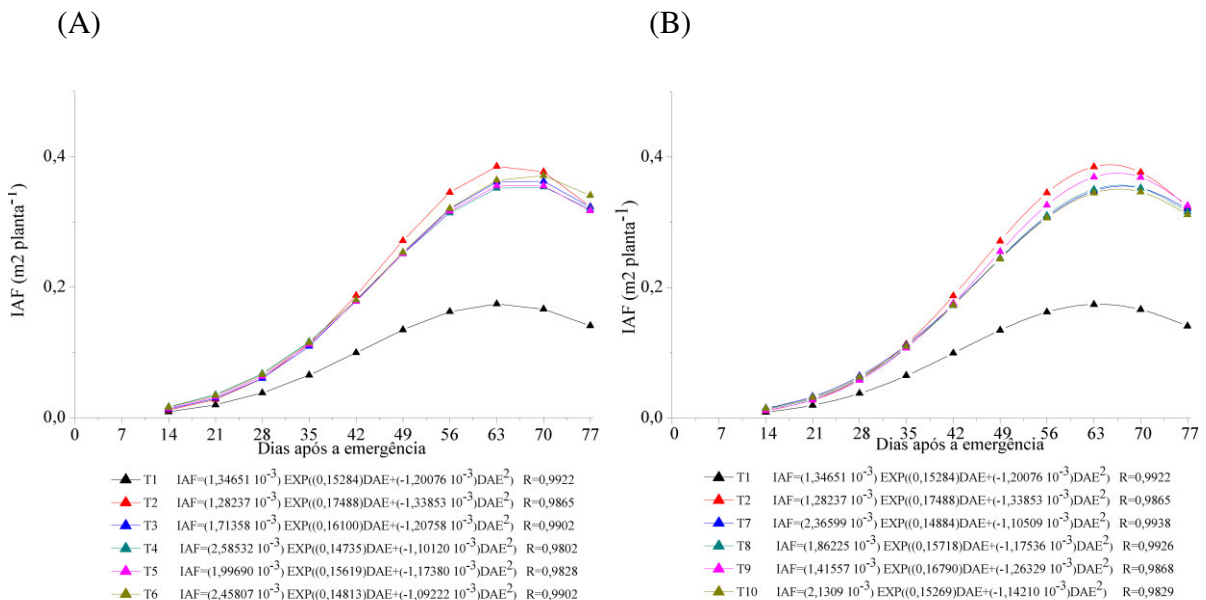 (A)
0,4
0,2
0,0
IAF (m2 planta⁻¹)
0 7 14 21 28 35 42 49 56 63 70 77
Dias após a emergência
T1 IAF=(1,34651 10⁻³) EXP((0,15284)DAE+(-1,20076 10⁻³)DAE²) R=0,9922
T2 IAF=(1,28237 10⁻³) EXP((0,17488)DAE+(-1,33853 10⁻³)DAE²) R=0,9865
T3 IAF=(1,71358 10⁻³) EXP((0,16100)DAE+(-1,20758 10⁻³)DAE²) R=0,9902
T4 IAF=(2,58532 10⁻³) EXP((0,14735)DAE+(-1,10120 10⁻³)DAE²) R=0,9802
T5 IAF=(1,99690 10⁻³) EXP((0,15619)DAE+(-1,17380 10⁻³)DAE²) R=0,9828
T6 IAF=(2,45807 10⁻³) EXP((0,14813)DAE+(-1,09222 10⁻³)DAE²) R=0,9902
(B)
0,4
0,2
0,0
IAF (m2 planta⁻¹)
0 7 14 21 28 35 42 49 56 63 70 77
Dias após a emergência
T1 IAF=(1,34651 10⁻³) EXP((0,15284)DAE+(-1,20076 10⁻³)DAE²) R=0,9922
T2 IAF=(1,28237 10⁻³) EXP((0,17488)DAE+(-1,33853 10⁻³)DAE²) R=0,9865
T7 IAF=(2,36599 10⁻³) EXP((0,14884)DAE+(-1,10509 10⁻³)DAE²) R=0,9938
T8 IAF=(1,86225 10⁻³) EXP((0,15718)DAE+(-1,17536 10⁻³)DAE²) R=0,9926
T9 IAF=(1,41557 10⁻³) EXP((0,16790)DAE+(-1,26329 10⁻³)DAE²) R=0,9868
T10 IAF=(2,1309 10⁻³) EXP((0,15269)DAE+(-1,14210 10⁻³)DAE²) R=0,9829